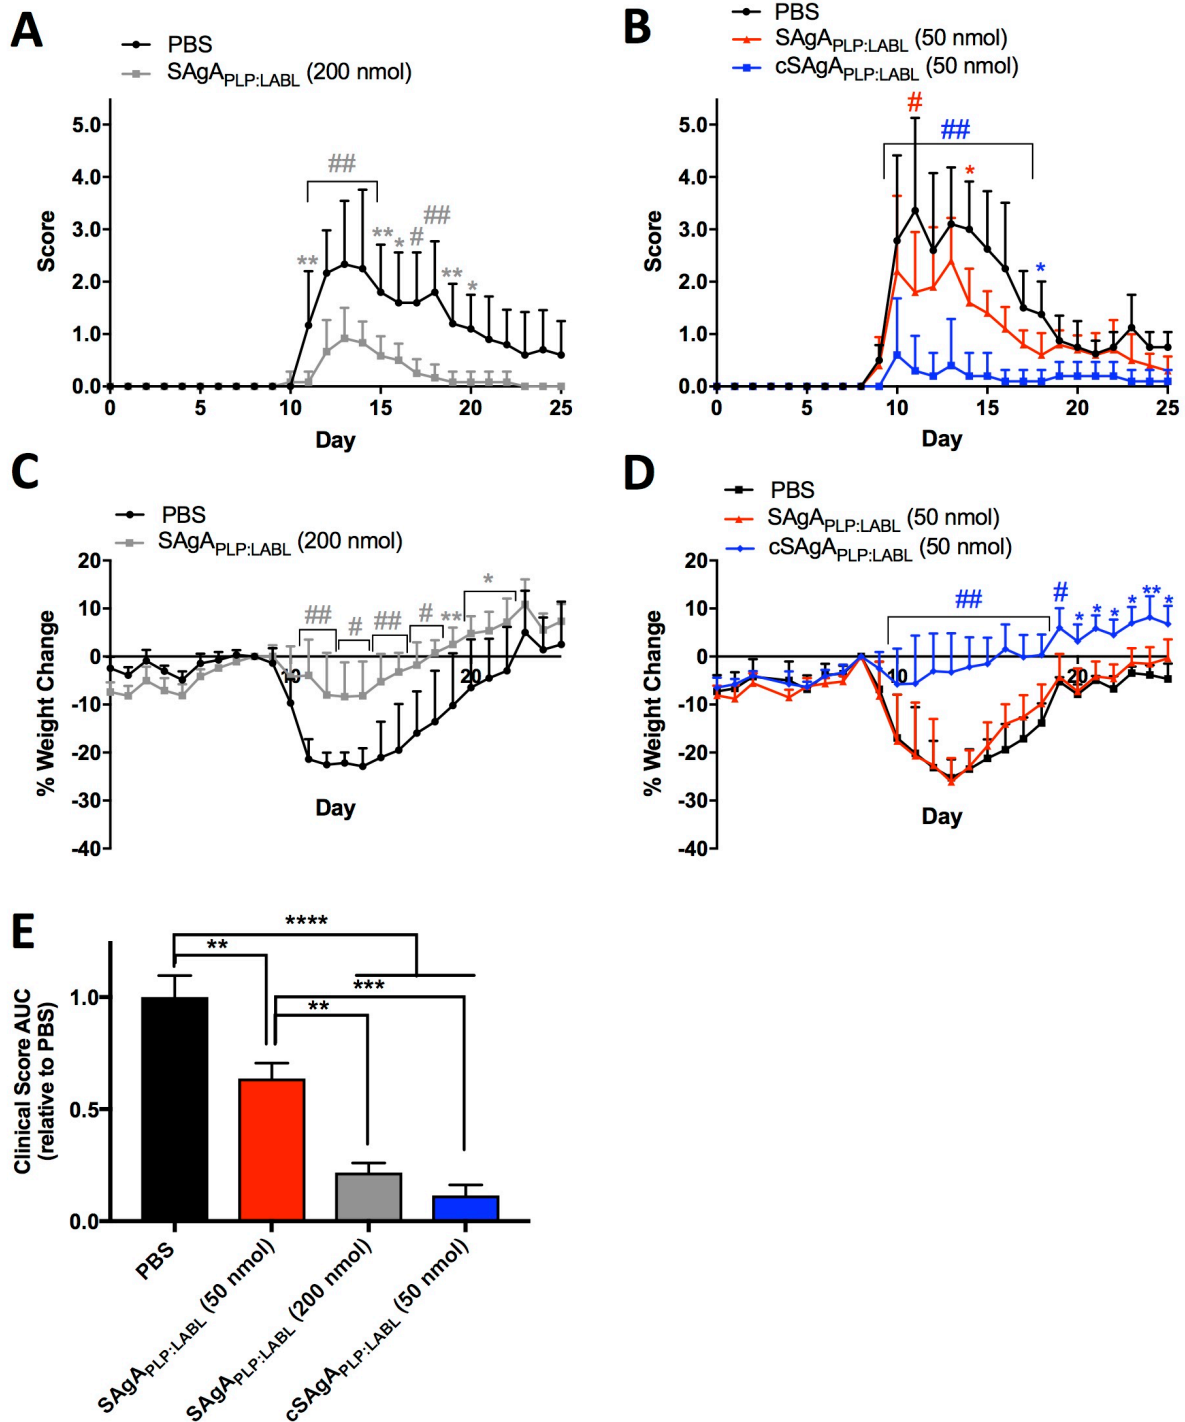 A
PBS
SAgAPLP:LABL (200 nmol)
5.0
4.0
3.0
2.0
1.0
0.0
Score
##
**
**
*
#
##
**
*
0 5 10 15 20 25
Day
B
PBS
SAgAPLP:LABL (50 nmol)
cSAgAPLP:LABL (50 nmol)
5.0
4.0
3.0
2.0
1.0
0.0
Score
#
##
*
*
0 5 10 15 20 25
Day
C
PBS
SAgAPLP:LABL (200 nmol)
20
10
0
-10
-20
-30
-40
% Weight Change
## # ## # ** *
10 20
Day
D
PBS
SAgAPLP:LABL (50 nmol)
cSAgAPLP:LABL (50 nmol)
20
10
0
-10
-20
-30
-40
% Weight Change
## # * * * * ** *
10 20
Day
E
****
**
***
**
1.0
0.5
0.0
Clinical Score AUC
(relative to PBS)
PBS
SAgAPLP:LABL (50 nmol)
SAgAPLP:LABL (200 nmol)
cSAgAPLP:LABL (50 nmol)